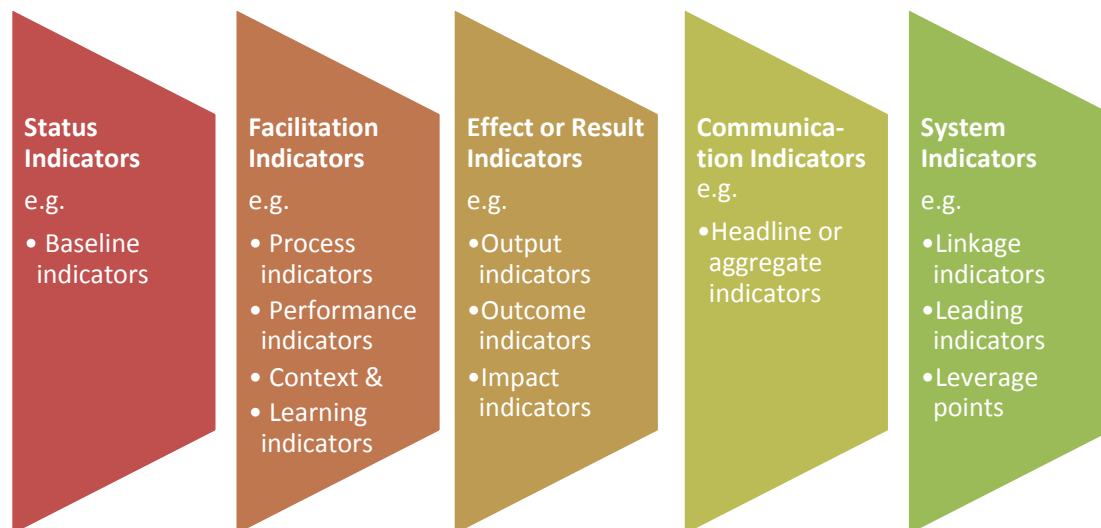 Status
Indicators
e.g.
• Baseline
indicators
Facilitation
Indicators
e.g.
• Process
indicators
• Performance
indicators
• Context &
• Learning
indicators
Effect or Result
Indicators
e.g.
•Output
indicators
•Outcome
indicators
•Impact
indicators
Communica-
tion Indicators
e.g.
•Headline or
aggregate
indicators
System
Indicators
e.g.
•Linkage
indicators
•Leading
indicators
•Leverage
points